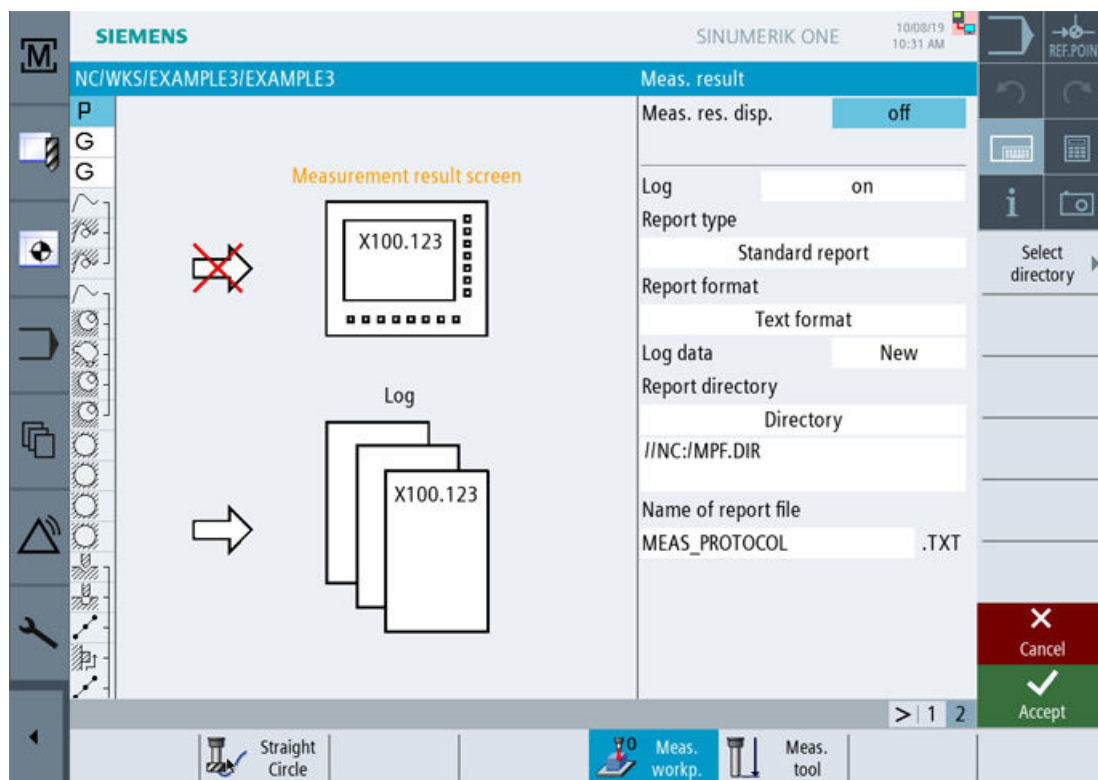 M
SIEMENS
SINUMERIK ONE
10/08/19
10:31 AM
REF.POINT
NC/WKS/EXAMPLE3/EXAMPLE3
Meas. result
P
G
G
Meas. res. disp.
off
Measurement result screen
X100.123
Log
on
Report type
Standard report
Report format
Text format
Log data
New
Report directory
Directory
//NC:/MPF.DIR
Name of report file
MEAS_PROTOCOL
.TXT
Log
X100.123
i
Select
directory
Cancel
Accept
> 1 2
Straight
Circle
0
Meas.
workp.
Meas.
tool